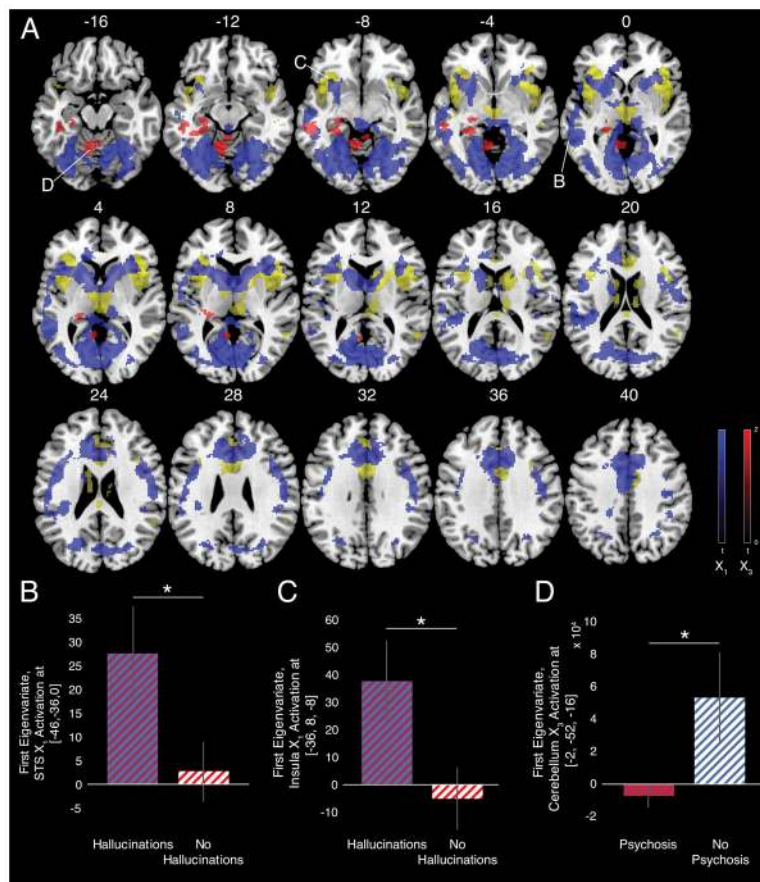 A
-16 -12 -8 -4 0
C
D
B
4 8 12 16 20
24 28 32 36 40
2
0
t t
X1 X3
B
First Eigenvariate,
STS X1 Activation at
[-46,-36,0]
35
30
25
20
15
10
5
0
-5
*
Hallucinations
No
Hallucinations
C
First Eigenvariate,
Insula X1 Activation at
[-36, 8, -8]
60
50
40
30
20
10
0
-10
*
Hallucinations
No
Hallucinations
D
First Eigenvariate,
Cerebellum X3 Activation at
[-2, -52, -16]
x 10⁴
10
8
6
4
2
0
-2
*
Psychosis
No
Psychosis